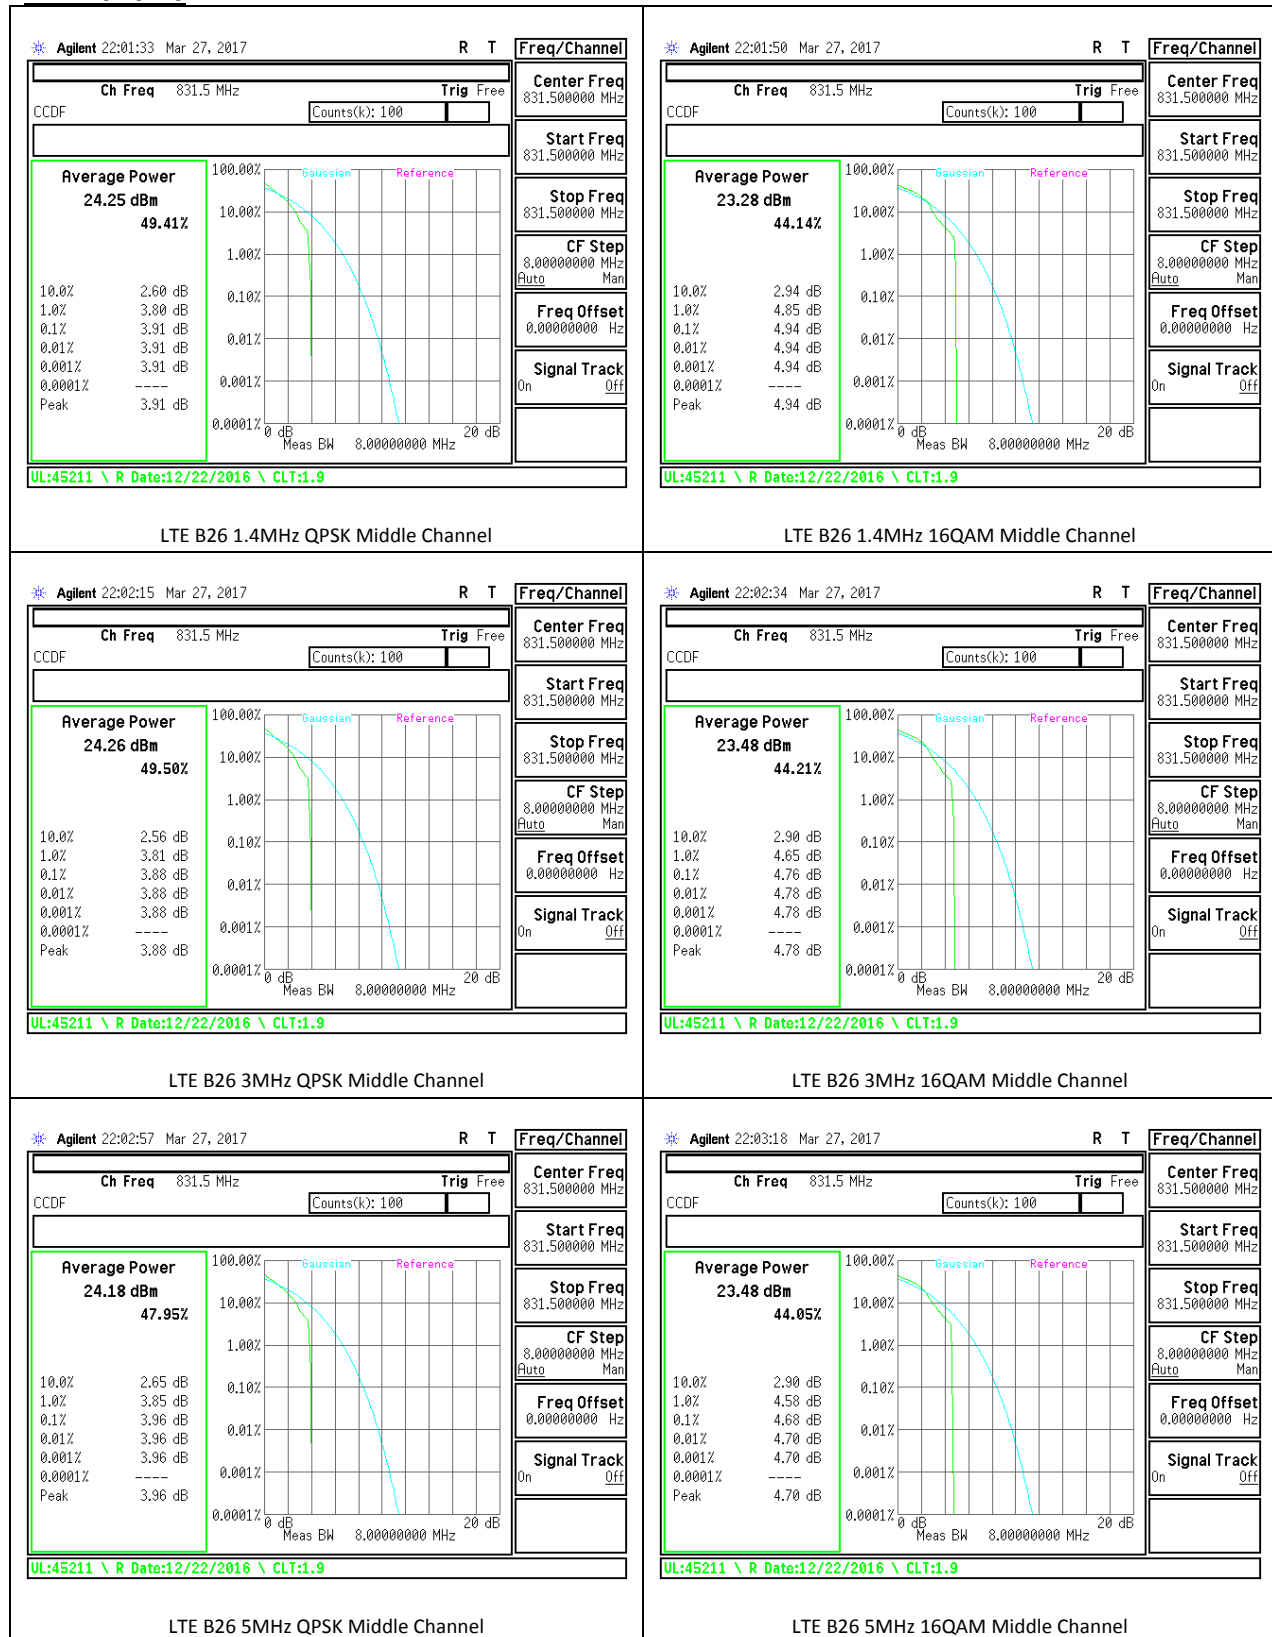 Agilent 22:01:33 Mar 27, 2017 R T Freq/Channel
Ch Freq 831.5 MHz Trig Free
CCDF Counts(k): 100
Center Freq
831.500000 MHz
Start Freq
831.500000 MHz
Stop Freq
831.500000 MHz
CF Step
8.00000000 MHz
Auto Man
Freq Offset
0.00000000 Hz
Signal Track
On Off
Average Power
24.25 dBm
49.41%
10.0% 2.60 dB
1.0% 3.80 dB
0.1% 3.91 dB
0.01% 3.91 dB
0.001% 3.91 dB
0.0001% ----
Peak 3.91 dB
Gaussian Reference
100.00%
10.00%
1.00%
0.10%
0.01%
0.001%
0.0001%
0 dB 20 dB
Meas BW 8.00000000 MHz
UL:45211 \ R Date:12/22/2016 \ CLT:1.9
LTE B26 1.4MHz QPSK Middle Channel
Agilent 22:01:50 Mar 27, 2017 R T Freq/Channel
Ch Freq 831.5 MHz Trig Free
CCDF Counts(k): 100
Center Freq
831.500000 MHz
Start Freq
831.500000 MHz
Stop Freq
831.500000 MHz
CF Step
8.00000000 MHz
Auto Man
Freq Offset
0.00000000 Hz
Signal Track
On Off
Average Power
23.28 dBm
44.14%
10.0% 2.94 dB
1.0% 4.85 dB
0.1% 4.94 dB
0.01% 4.94 dB
0.001% 4.94 dB
0.0001% ----
Peak 4.94 dB
Gaussian Reference
100.00%
10.00%
1.00%
0.10%
0.01%
0.001%
0.0001%
0 dB 20 dB
Meas BW 8.00000000 MHz
UL:45211 \ R Date:12/22/2016 \ CLT:1.9
LTE B26 1.4MHz 16QAM Middle Channel
Agilent 22:02:15 Mar 27, 2017 R T Freq/Channel
Ch Freq 831.5 MHz Trig Free
CCDF Counts(k): 100
Center Freq
831.500000 MHz
Start Freq
831.500000 MHz
Stop Freq
831.500000 MHz
CF Step
8.00000000 MHz
Auto Man
Freq Offset
0.00000000 Hz
Signal Track
On Off
Average Power
24.26 dBm
49.50%
10.0% 2.56 dB
1.0% 3.81 dB
0.1% 3.88 dB
0.01% 3.88 dB
0.001% 3.88 dB
0.0001% ----
Peak 3.88 dB
Gaussian Reference
100.00%
10.00%
1.00%
0.10%
0.01%
0.001%
0.0001%
0 dB 20 dB
Meas BW 8.00000000 MHz
UL:45211 \ R Date:12/22/2016 \ CLT:1.9
LTE B26 3MHz QPSK Middle Channel
Agilent 22:02:34 Mar 27, 2017 R T Freq/Channel
Ch Freq 831.5 MHz Trig Free
CCDF Counts(k): 100
Center Freq
831.500000 MHz
Start Freq
831.500000 MHz
Stop Freq
831.500000 MHz
CF Step
8.00000000 MHz
Auto Man
Freq Offset
0.00000000 Hz
Signal Track
On Off
Average Power
23.48 dBm
44.21%
10.0% 2.90 dB
1.0% 4.65 dB
0.1% 4.76 dB
0.01% 4.78 dB
0.001% 4.78 dB
0.0001% ----
Peak 4.78 dB
Gaussian Reference
100.00%
10.00%
1.00%
0.10%
0.01%
0.001%
0.0001%
0 dB 20 dB
Meas BW 8.00000000 MHz
UL:45211 \ R Date:12/22/2016 \ CLT:1.9
LTE B26 3MHz 16QAM Middle Channel
Agilent 22:02:57 Mar 27, 2017 R T Freq/Channel
Ch Freq 831.5 MHz Trig Free
CCDF Counts(k): 100
Center Freq
831.500000 MHz
Start Freq
831.500000 MHz
Stop Freq
831.500000 MHz
CF Step
8.00000000 MHz
Auto Man
Freq Offset
0.00000000 Hz
Signal Track
On Off
Average Power
24.18 dBm
47.95%
10.0% 2.65 dB
1.0% 3.85 dB
0.1% 3.96 dB
0.01% 3.96 dB
0.001% 3.96 dB
0.0001% ----
Peak 3.96 dB
Gaussian Reference
100.00%
10.00%
1.00%
0.10%
0.01%
0.001%
0.0001%
0 dB 20 dB
Meas BW 8.00000000 MHz
UL:45211 \ R Date:12/22/2016 \ CLT:1.9
LTE B26 5MHz QPSK Middle Channel
Agilent 22:03:18 Mar 27, 2017 R T Freq/Channel
Ch Freq 831.5 MHz Trig Free
CCDF Counts(k): 100
Center Freq
831.500000 MHz
Start Freq
831.500000 MHz
Stop Freq
831.500000 MHz
CF Step
8.00000000 MHz
Auto Man
Freq Offset
0.00000000 Hz
Signal Track
On Off
Average Power
23.48 dBm
44.05%
10.0% 2.90 dB
1.0% 4.58 dB
0.1% 4.68 dB
0.01% 4.70 dB
0.001% 4.70 dB
0.0001% ----
Peak 4.70 dB
Gaussian Reference
100.00%
10.00%
1.00%
0.10%
0.01%
0.001%
0.0001%
0 dB 20 dB
Meas BW 8.00000000 MHz
UL:45211 \ R Date:12/22/2016 \ CLT:1.9
LTE B26 5MHz 16QAM Middle Channel